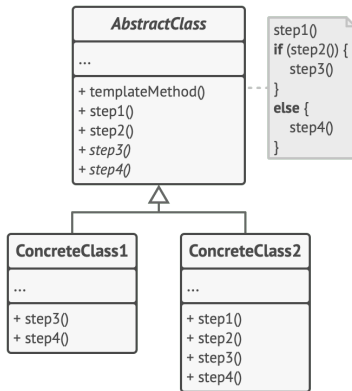 AbstractClass
...
+ templateMethod()
+ step1()
+ step2()
+ step3()
+ step4()
step1()
if (step2()) {
step3()
}
else {
step4()
}
ConcreteClass1
...
+ step3()
+ step4()
ConcreteClass2
...
+ step1()
+ step2()
+ step3()
+ step4()